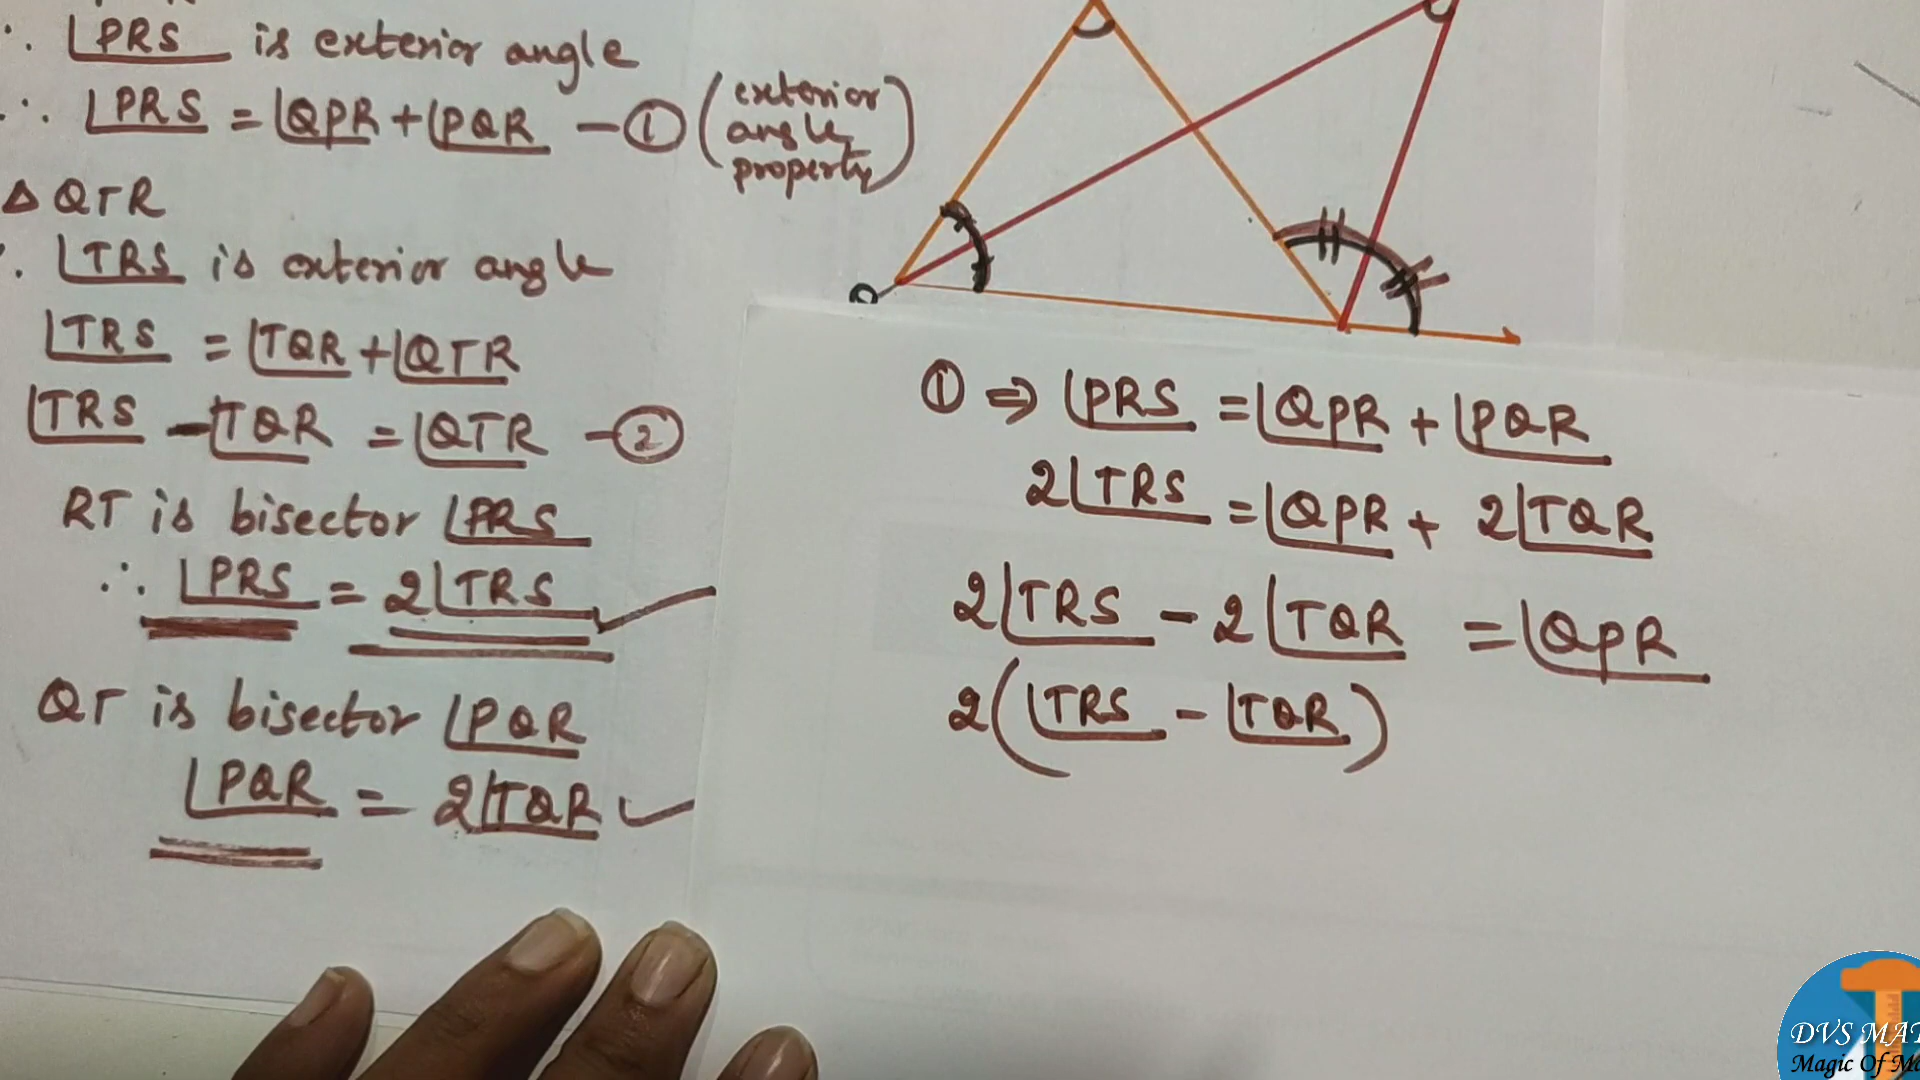 ∴ ∠PRS is exterior angle
∴ ∠PRS = ∠QPR + ∠PQR — ① (exterior angle property)
△ QTR
∵ ∠TRS is exterior angle
∠TRS = ∠TQR + ∠QTR
∠TRS - ∠TQR = ∠QTR — ②
RT is bisector ∠PRS
∴ ∠PRS = 2∠TRS
QT is bisector ∠PQR
∠PQR = 2∠TQR
Q
① ⇒ ∠PRS = ∠QPR + ∠PQR
2∠TRS = ∠QPR + 2∠TQR
2∠TRS - 2∠TQR = ∠QPR
2(∠TRS - ∠TQR)
DVS MAT
Magic Of Ma